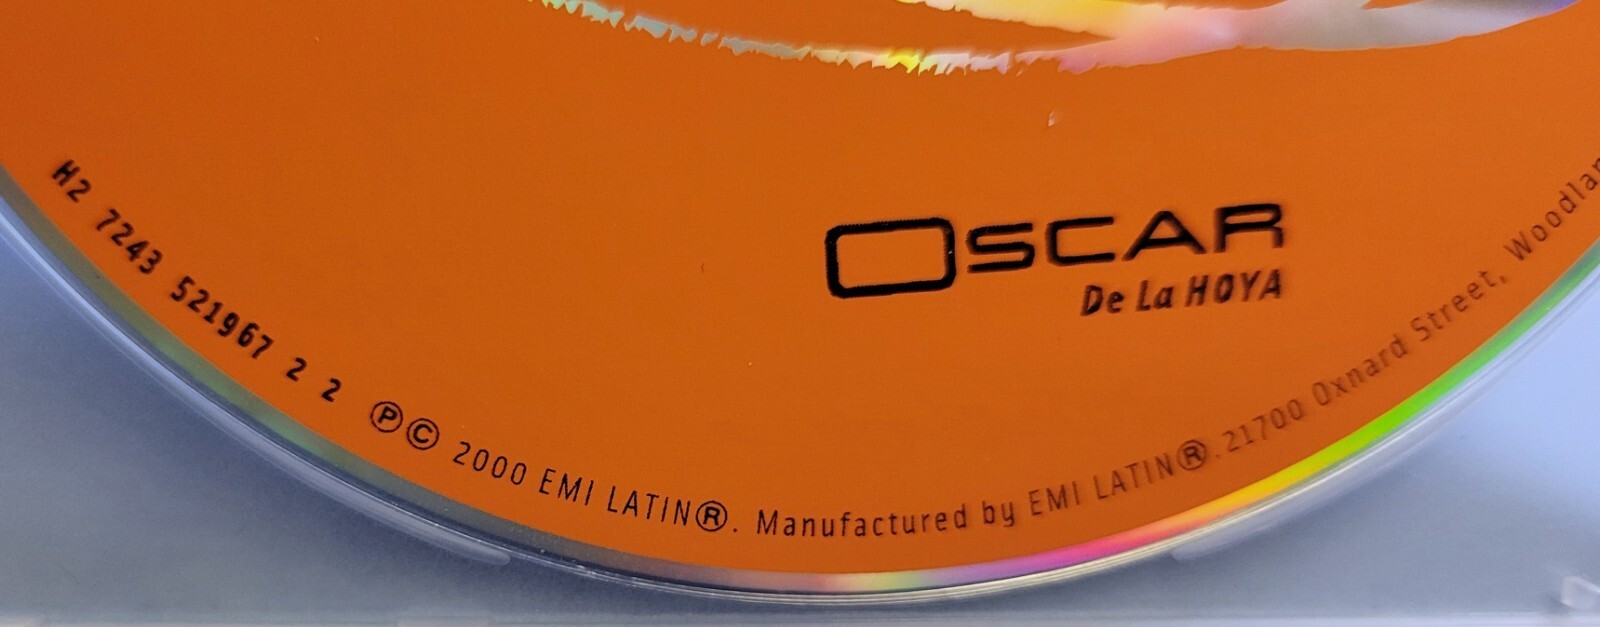 OSCAR
De La HOYA
H2 7243 521967 2 2 ℗© 2000 EMI LATIN®. Manufactured by EMI LATIN®. 21700 Oxnard Street,